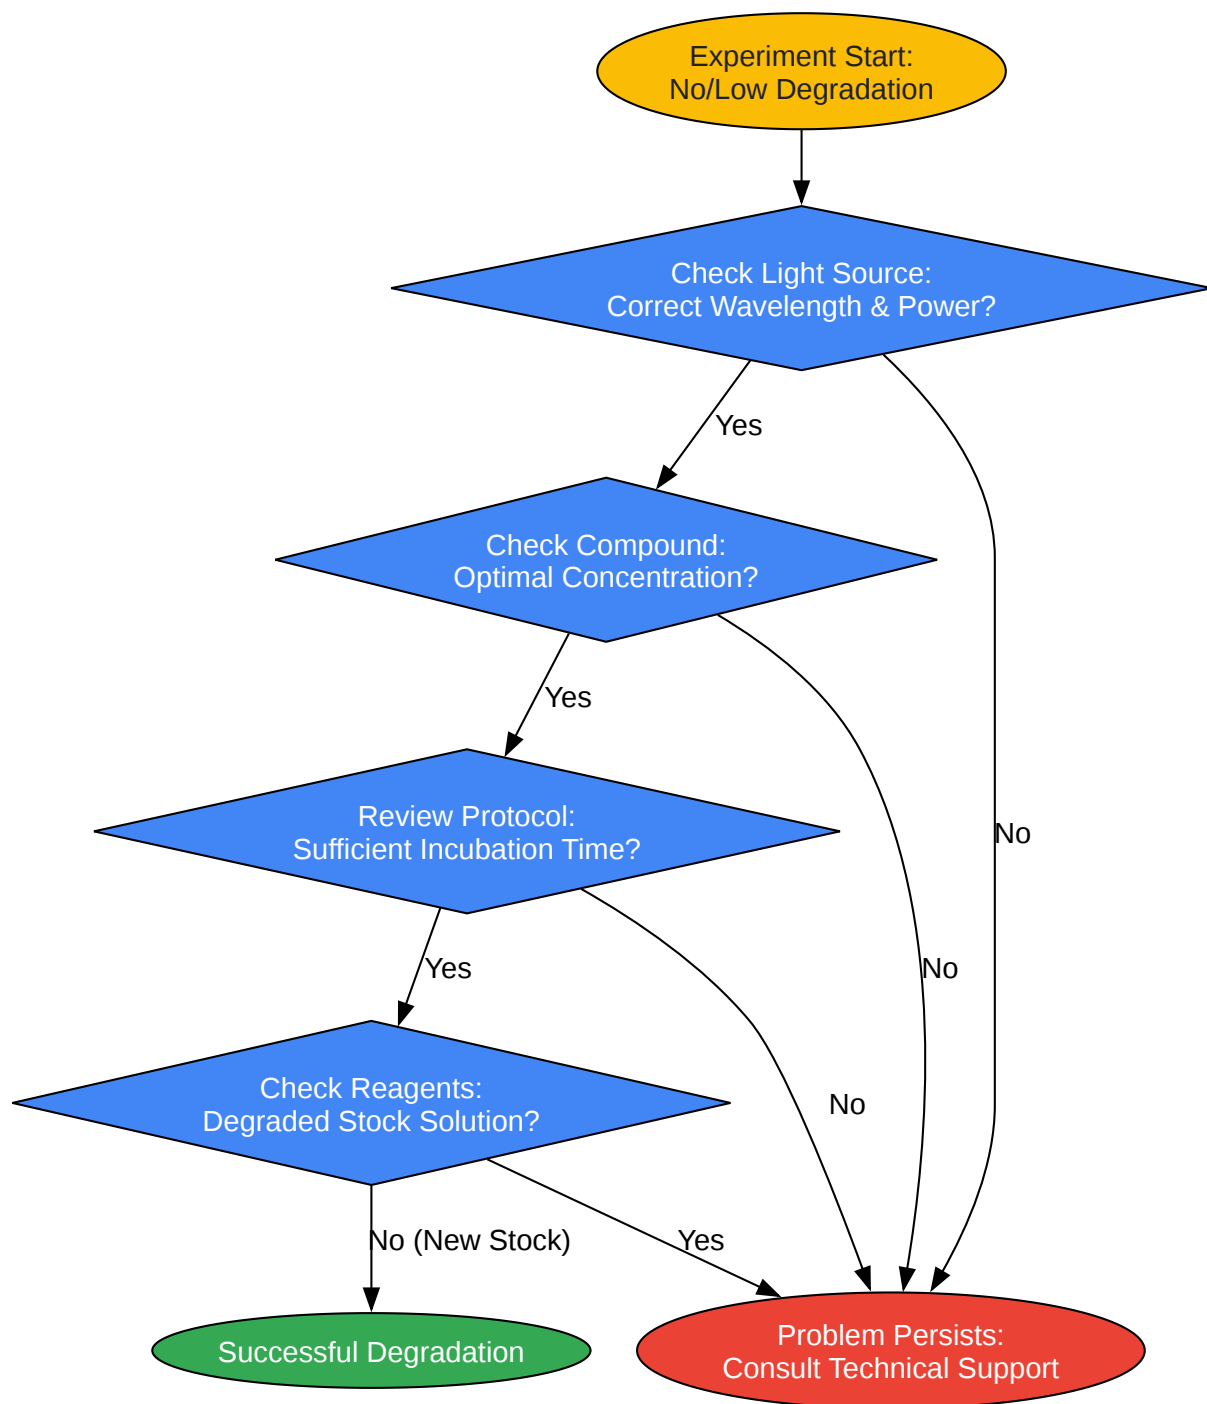 Experiment Start:
No/Low Degradation
Check Light Source:
Correct Wavelength & Power?
Yes
Check Compound:
Optimal Concentration?
Yes
Review Protocol:
Sufficient Incubation Time?
No
Yes
No
Check Reagents:
Degraded Stock Solution?
No
No (New Stock)
Yes
Successful Degradation
Problem Persists:
Consult Technical Support